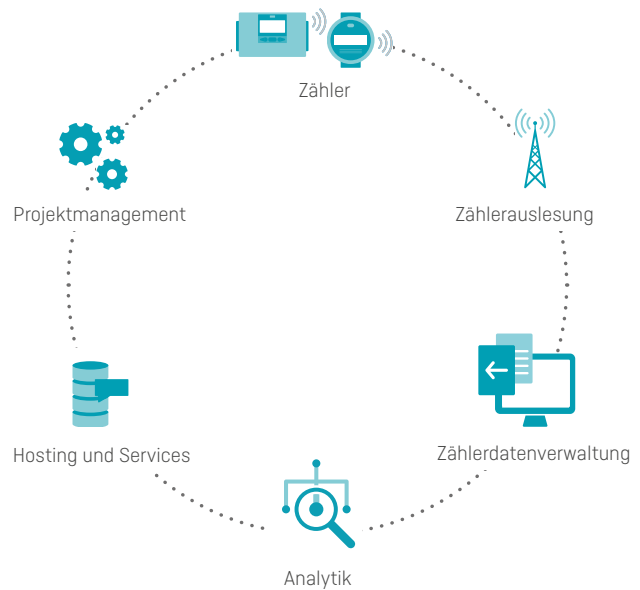 Zähler
Projektmanagement
Zählerauslesung
Hosting und Services
Zählerdatenverwaltung
Analytik